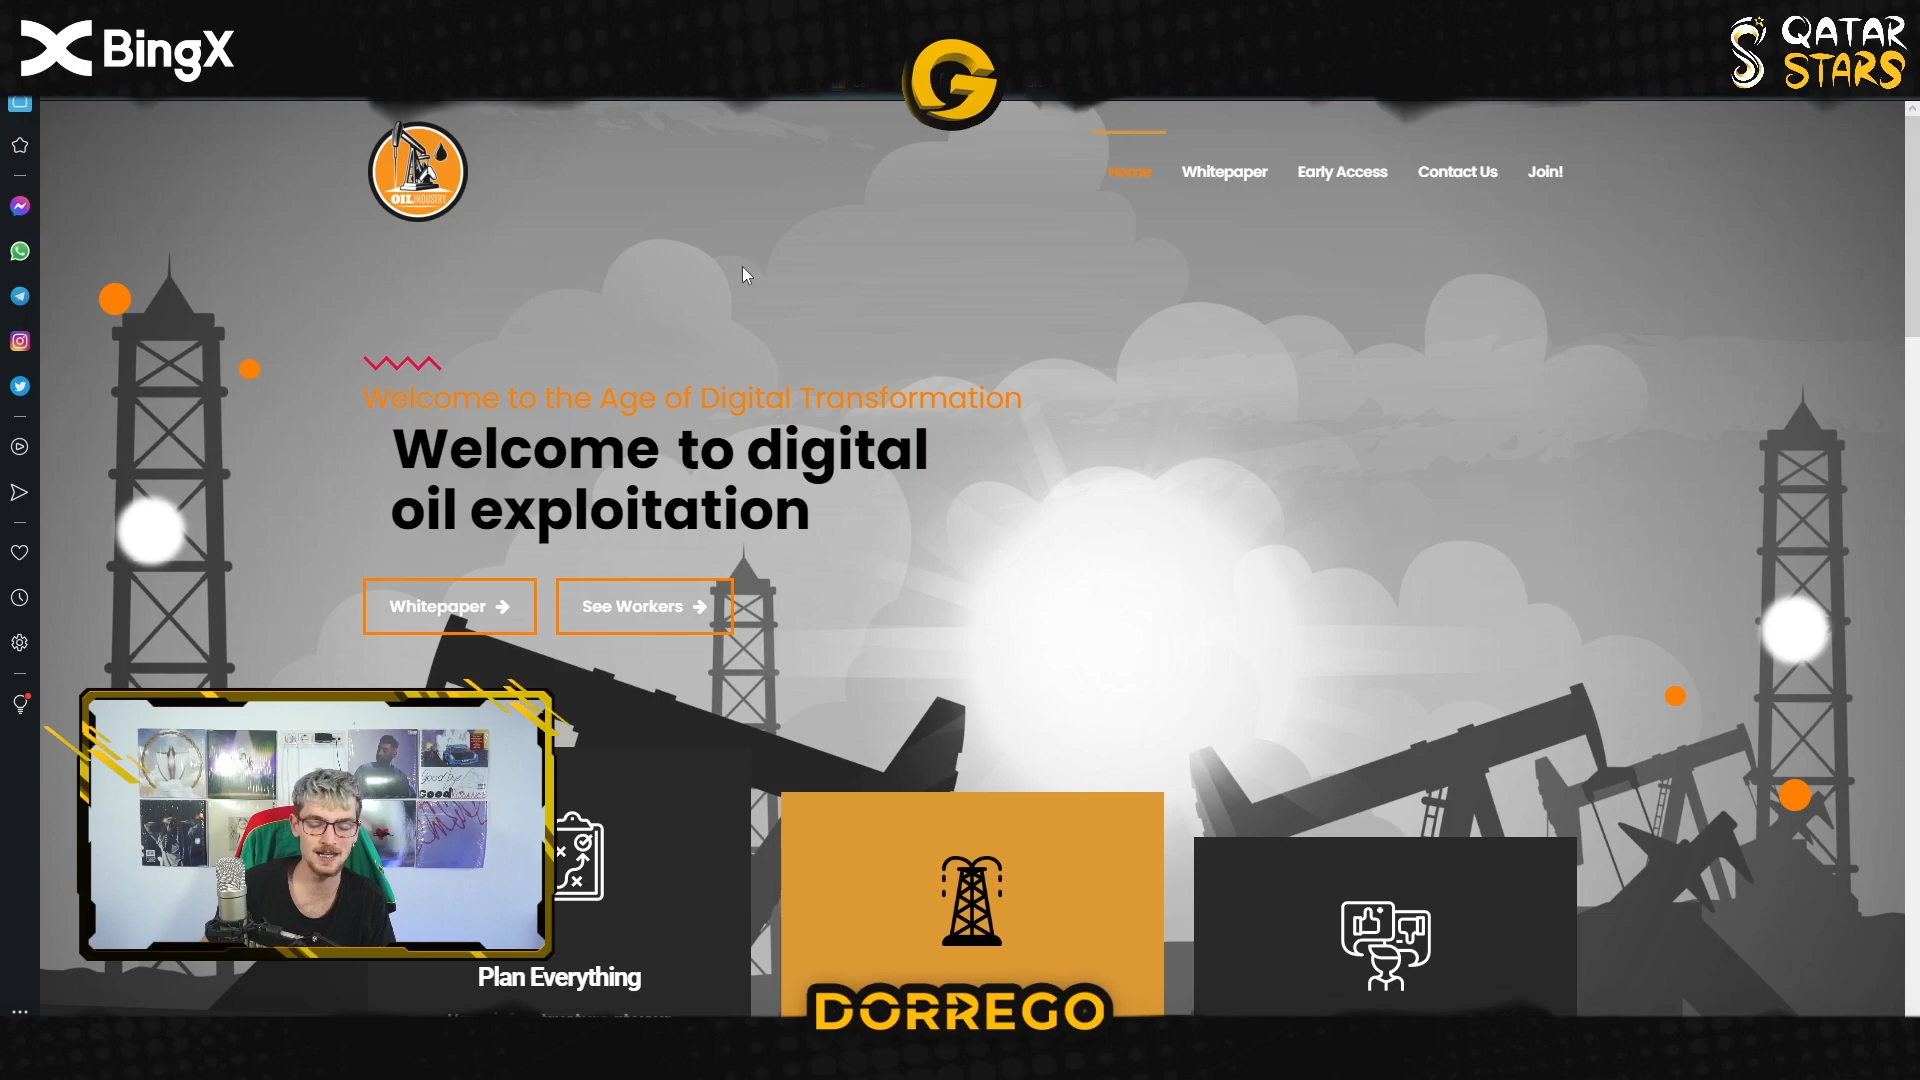 BingX
G
QATAR
STARS
OIL INDUSTRY
Home
Whitepaper
Early Access
Contact Us
Join!
Welcome to the Age of Digital Transformation
Welcome to digital
oil exploitation
Whitepaper
See Workers
Plan Everything
DORREGO